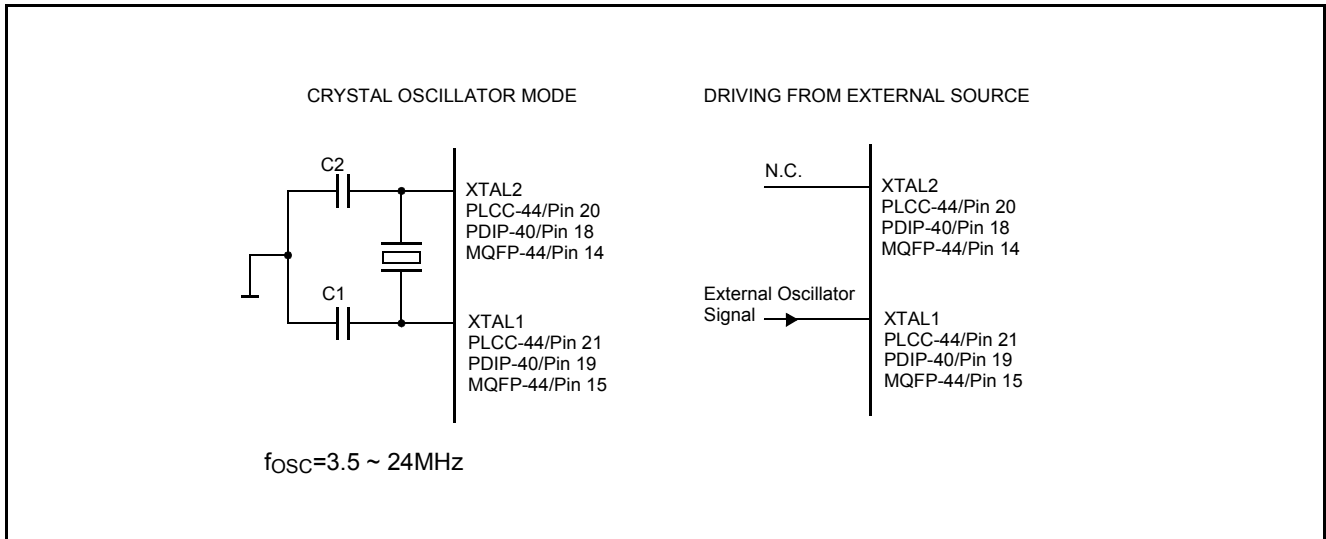 CRYSTAL OSCILLATOR MODE
C2
XTAL2
PLCC-44/Pin 20
PDIP-40/Pin 18
MQFP-44/Pin 14
C1
XTAL1
PLCC-44/Pin 21
PDIP-40/Pin 19
MQFP-44/Pin 15
fOSC=3.5 ~ 24MHz
DRIVING FROM EXTERNAL SOURCE
N.C.
XTAL2
PLCC-44/Pin 20
PDIP-40/Pin 18
MQFP-44/Pin 14
External Oscillator
Signal
XTAL1
PLCC-44/Pin 21
PDIP-40/Pin 19
MQFP-44/Pin 15